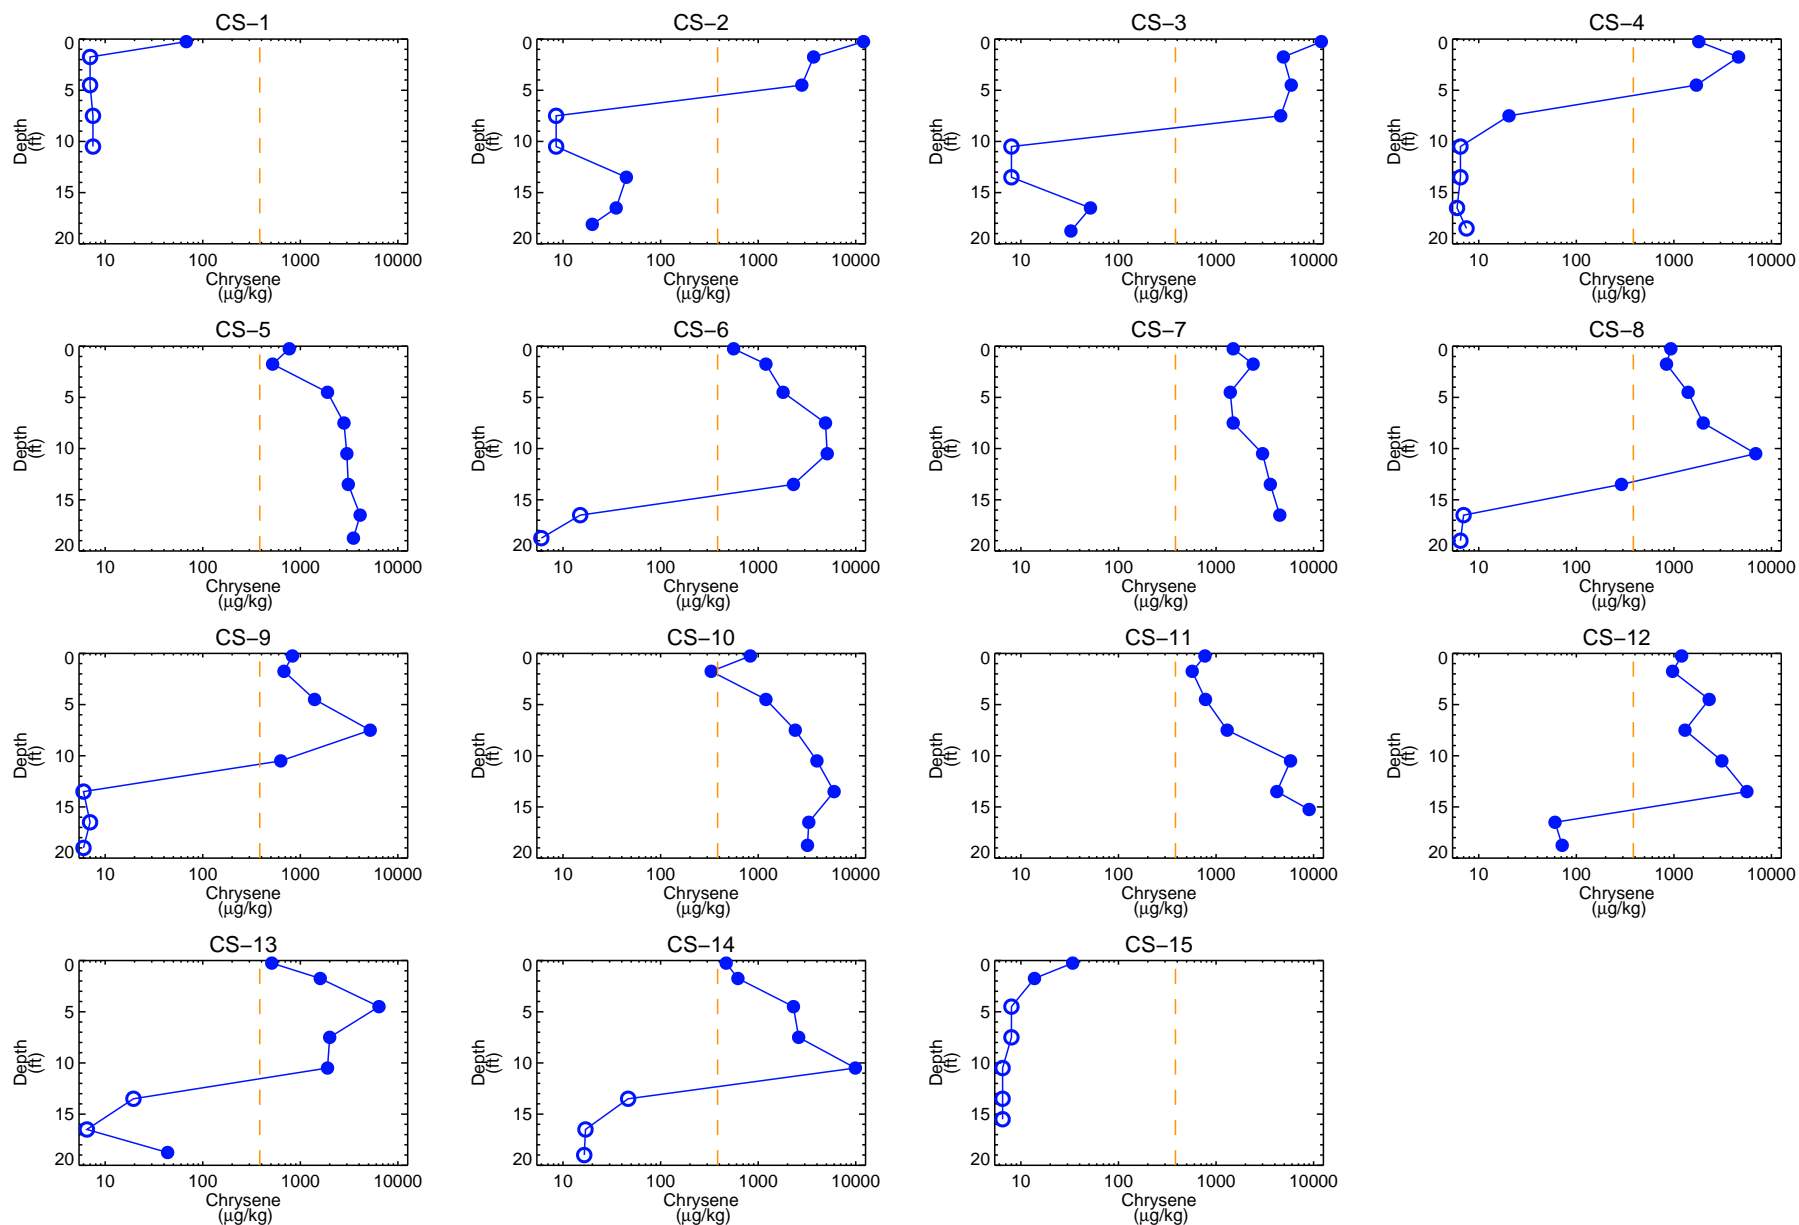 CS−1
0
5
10
15
20
Depth
(ft)
10 100 1000 10000
Chrysene
(µg/kg)
CS−2
0
5
10
15
20
Depth
(ft)
10 100 1000 10000
Chrysene
(µg/kg)
CS−3
0
5
10
15
20
Depth
(ft)
10 100 1000 10000
Chrysene
(µg/kg)
CS−4
0
5
10
15
20
Depth
(ft)
10 100 1000 10000
Chrysene
(µg/kg)
CS−5
0
5
10
15
20
Depth
(ft)
10 100 1000 10000
Chrysene
(µg/kg)
CS−6
0
5
10
15
20
Depth
(ft)
10 100 1000 10000
Chrysene
(µg/kg)
CS−7
0
5
10
15
20
Depth
(ft)
10 100 1000 10000
Chrysene
(µg/kg)
CS−8
0
5
10
15
20
Depth
(ft)
10 100 1000 10000
Chrysene
(µg/kg)
CS−9
0
5
10
15
20
Depth
(ft)
10 100 1000 10000
Chrysene
(µg/kg)
CS−10
0
5
10
15
20
Depth
(ft)
10 100 1000 10000
Chrysene
(µg/kg)
CS−11
0
5
10
15
20
Depth
(ft)
10 100 1000 10000
Chrysene
(µg/kg)
CS−12
0
5
10
15
20
Depth
(ft)
10 100 1000 10000
Chrysene
(µg/kg)
CS−13
0
5
10
15
20
Depth
(ft)
10 100 1000 10000
Chrysene
(µg/kg)
CS−14
0
5
10
15
20
Depth
(ft)
10 100 1000 10000
Chrysene
(µg/kg)
CS−15
0
5
10
15
20
Depth
(ft)
10 100 1000 10000
Chrysene
(µg/kg)